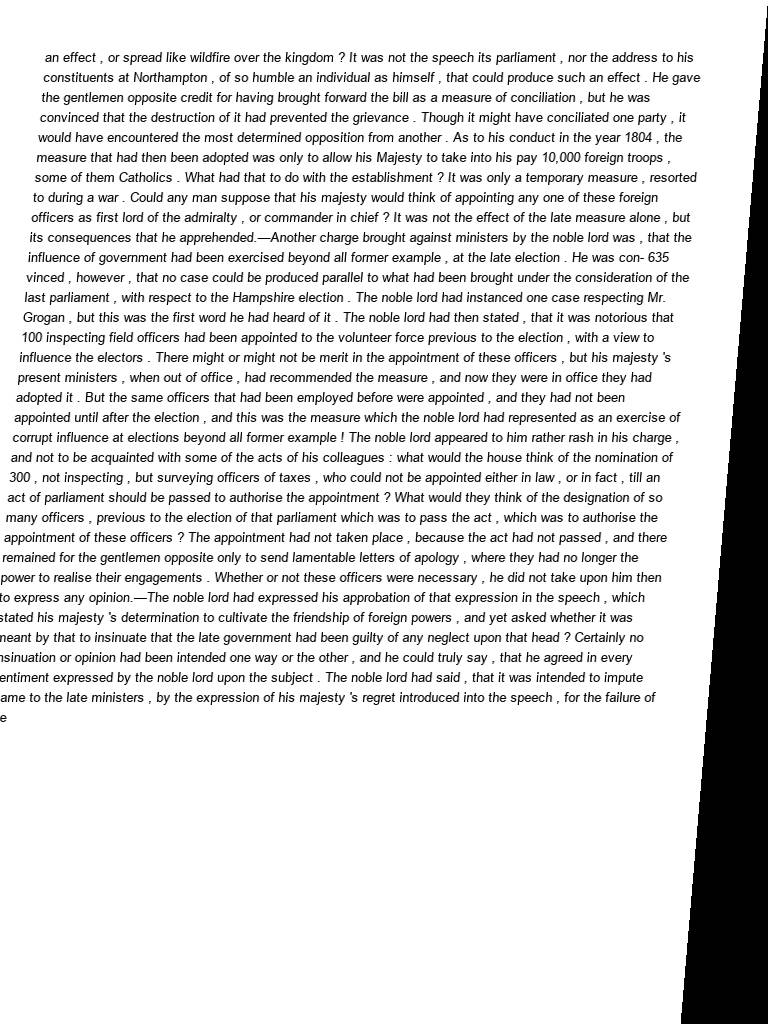 an effect , or spread like wildfire over the kingdom ? It was not the speech its parliament , nor the address to his
constituents at Northampton , of so humble an individual as himself , that could produce such an effect . He gave
the gentlemen opposite credit for having brought forward the bill as a measure of conciliation , but he was
convinced that the destruction of it had prevented the grievance . Though it might have conciliated one party , it
would have encountered the most determined opposition from another . As to his conduct in the year 1804 , the
measure that had then been adopted was only to allow his Majesty to take into his pay 10,000 foreign troops ,
some of them Catholics . What had that to do with the establishment ? It was only a temporary measure , resorted
to during a war . Could any man suppose that his majesty would think of appointing any one of these foreign
officers as first lord of the admiralty , or commander in chief ? It was not the effect of the late measure alone , but
its consequences that he apprehended.—Another charge brought against ministers by the noble lord was , that the
influence of government had been exercised beyond all former example , at the late election . He was con- 635
vinced , however , that no case could be produced parallel to what had been brought under the consideration of the
last parliament , with respect to the Hampshire election . The noble lord had instanced one case respecting Mr.
Grogan , but this was the first word he had heard of it . The noble lord had then stated , that it was notorious that
100 inspecting field officers had been appointed to the volunteer force previous to the election , with a view to
influence the electors . There might or might not be merit in the appointment of these officers , but his majesty 's
present ministers , when out of office , had recommended the measure , and now they were in office they had
adopted it . But the same officers that had been employed before were appointed , and they had not been
appointed until after the election , and this was the measure which the noble lord had represented as an exercise of
corrupt influence at elections beyond all former example ! The noble lord appeared to him rather rash in his charge ,
and not to be acquainted with some of the acts of his colleagues : what would the house think of the nomination of
300 , not inspecting , but surveying officers of taxes , who could not be appointed either in law , or in fact , till an
act of parliament should be passed to authorise the appointment ? What would they think of the designation of so
many officers , previous to the election of that parliament which was to pass the act , which was to authorise the
appointment of these officers ? The appointment had not taken place , because the act had not passed , and there
remained for the gentlemen opposite only to send lamentable letters of apology , where they had no longer the
power to realise their engagements . Whether or not these officers were necessary , he did not take upon him then
to express any opinion.—The noble lord had expressed his approbation of that expression in the speech , which
stated his majesty 's determination to cultivate the friendship of foreign powers , and yet asked whether it was
meant by that to insinuate that the late government had been guilty of any neglect upon that head ? Certainly no
nsinuation or opinion had been intended one way or the other , and he could truly say , that he agreed in every
entiment expressed by the noble lord upon the subject . The noble lord had said , that it was intended to impute
ame to the late ministers , by the expression of his majesty 's regret introduced into the speech , for the failure of
e